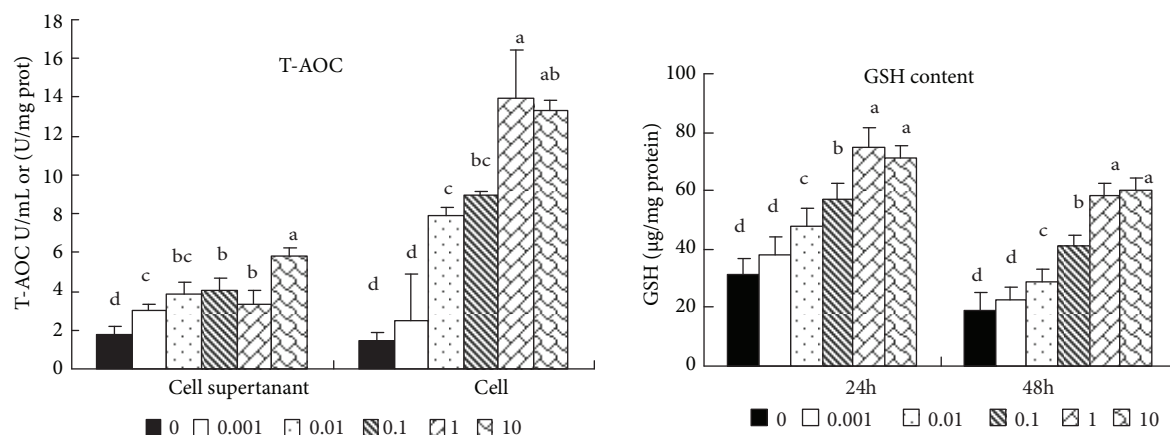 T-AOC
T-AOC U/mL or (U/mg prot)
18
16
14
12
10
8
6
4
2
0
d
c
bc
b
b
a
d
d
c
bc
a
ab
Cell supertanant
Cell
0 0.001 0.01 0.1 1 10
GSH content
GSH (μg/mg protein)
100
80
60
40
20
0
d
d
c
b
a
a
d
d
c
b
a
a
24h
48h
0 0.001 0.01 0.1 1 10